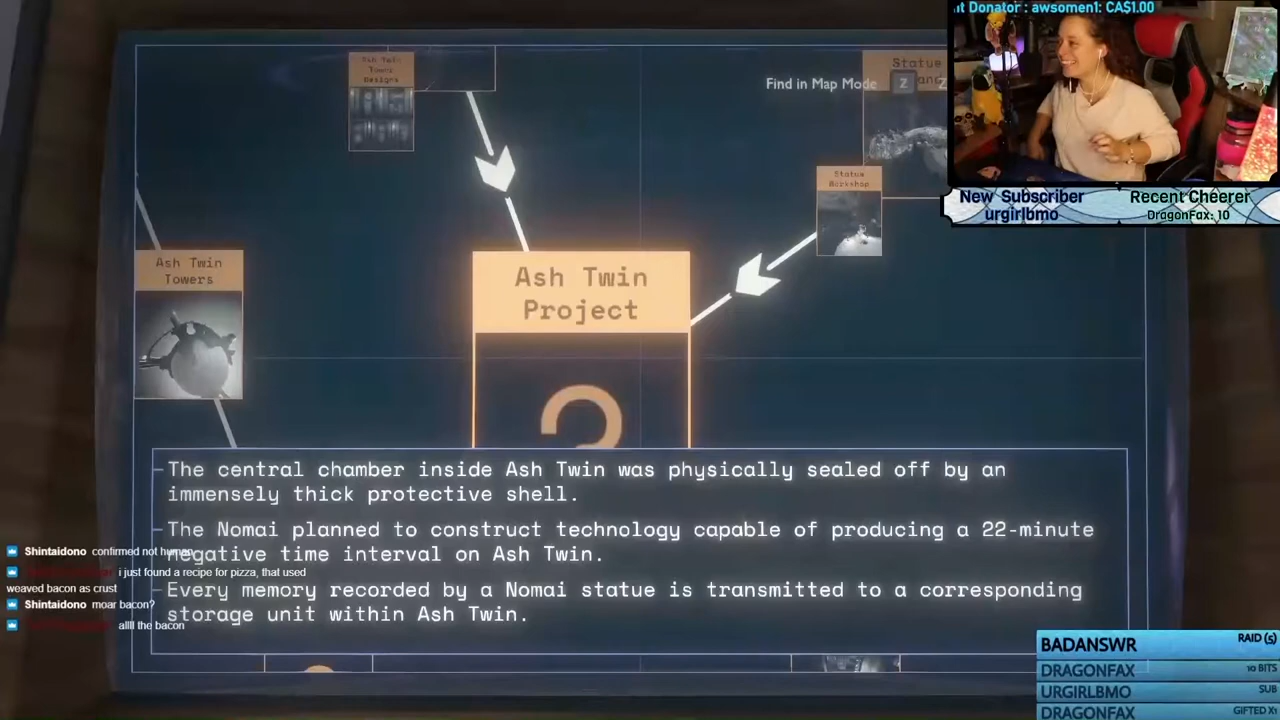 t Donator : awsomen1: CA$1.00
Ash Twin
Towers
Designs
Find in Map Mode Z
Statue
Statue
Workshop
New Subscriber
urgirlbmo
Recent Cheerer
DragonFax: 10
Ash Twin
Towers
Ash Twin
Project
?
—The central chamber inside Ash Twin was physically sealed off by an
immensely thick protective shell.
—The Nomai planned to construct technology capable of producing a 22-minute
negative time interval on Ash Twin.
—Every memory recorded by a Nomai statue is transmitted to a corresponding
storage unit within Ash Twin.
Shintaidono confirmed not human
i just found a recipe for pizza, that used
weaved bacon as crust
Shintaidono moar bacon?
allll the bacon
BADANSWR RAID (5)
DRAGONFAX 10 BITS
URGIRLBMO SUB
DRAGONFAX GIFTED X1